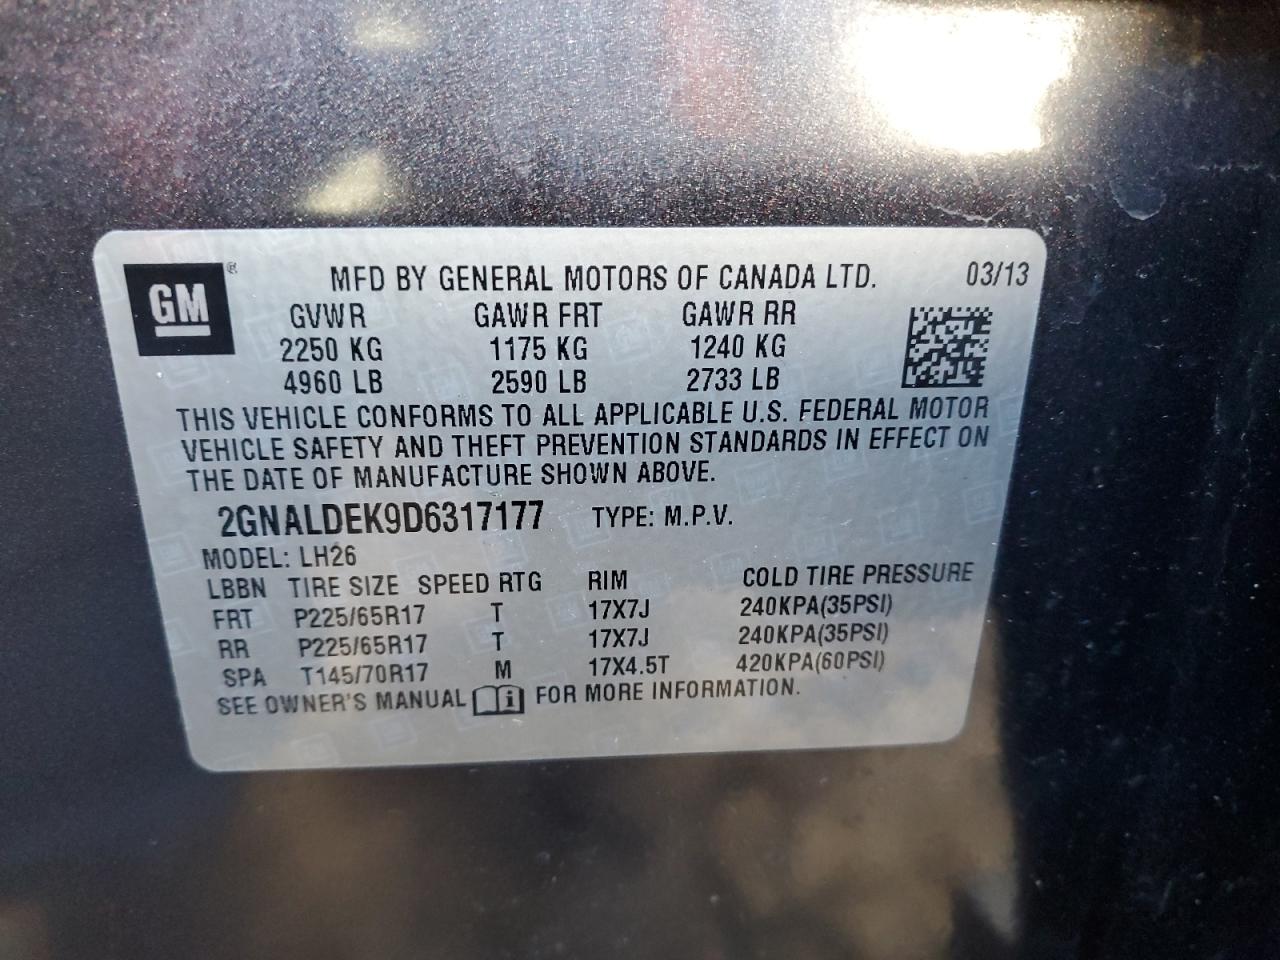 GM®
MFD BY GENERAL MOTORS OF CANADA LTD. 03/13
GVWR GAWR FRT GAWR RR
2250 KG 1175 KG 1240 KG
4960 LB 2590 LB 2733 LB
THIS VEHICLE CONFORMS TO ALL APPLICABLE U.S. FEDERAL MOTOR
VEHICLE SAFETY AND THEFT PREVENTION STANDARDS IN EFFECT ON
THE DATE OF MANUFACTURE SHOWN ABOVE.
2GNALDEK9D6317177 TYPE: M.P.V.
MODEL: LH26
LBBN TIRE SIZE SPEED RTG RIM COLD TIRE PRESSURE
FRT P225/65R17 T 17X7J 240KPA(35PSI)
RR P225/65R17 T 17X7J 240KPA(35PSI)
SPA T145/70R17 M 17X4.5T 420KPA(60PSI)
SEE OWNER'S MANUAL i FOR MORE INFORMATION.